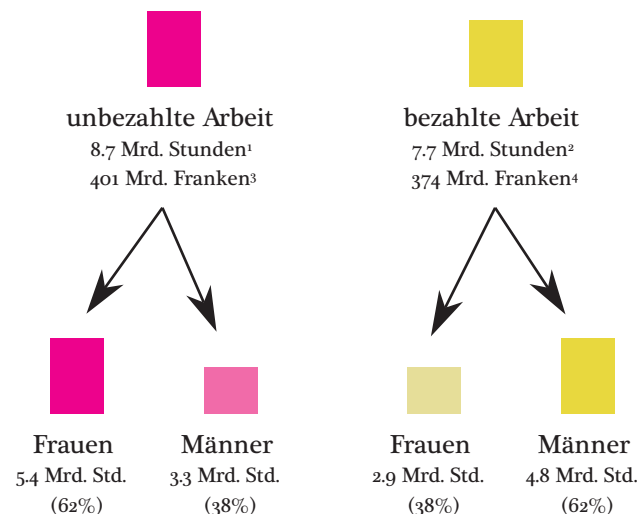 unbezahlte Arbeit
8.7 Mrd. Stunden¹
401 Mrd. Franken³
bezahlte Arbeit
7.7 Mrd. Stunden²
374 Mrd. Franken⁴
Frauen
5.4 Mrd. Std.
(62%)
Männer
3.3 Mrd. Std.
(38%)
Frauen
2.9 Mrd. Std.
(38%)
Männer
4.8 Mrd. Std.
(62%)